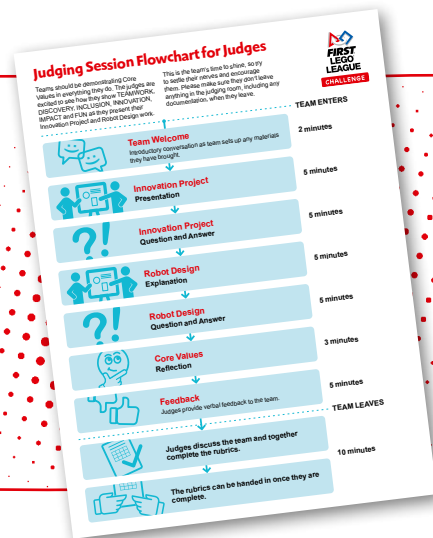 Judging Session Flowchart for Judges
Teams should be demonstrating Core
Values in everything they do. The judges are
excited to see how they show TEAMWORK,
DISCOVERY, INCLUSION, INNOVATION,
IMPACT and FUN as they present their
Innovation Project and Robot Design work.
This is the team's time to shine, so try
to settle their nerves and encourage
them. Please make sure they don't leave
anything in the judging room, including any
documentation, when they leave.
FIRST
LEGO
LEAGUE
CHALLENGE
TEAM ENTERS
Team Welcome
Introductory conversation as team sets up any materials
they have brought.
2 minutes
Innovation Project
Presentation
5 minutes
?!
Innovation Project
Question and Answer
5 minutes
Robot Design
Explanation
5 minutes
?!
Robot Design
Question and Answer
5 minutes
Core Values
Reflection
3 minutes
Feedback
Judges provide verbal feedback to the team.
5 minutes
TEAM LEAVES
Judges discuss the team and together
complete the rubrics.
10 minutes
The rubrics can be handed in once they are
complete.